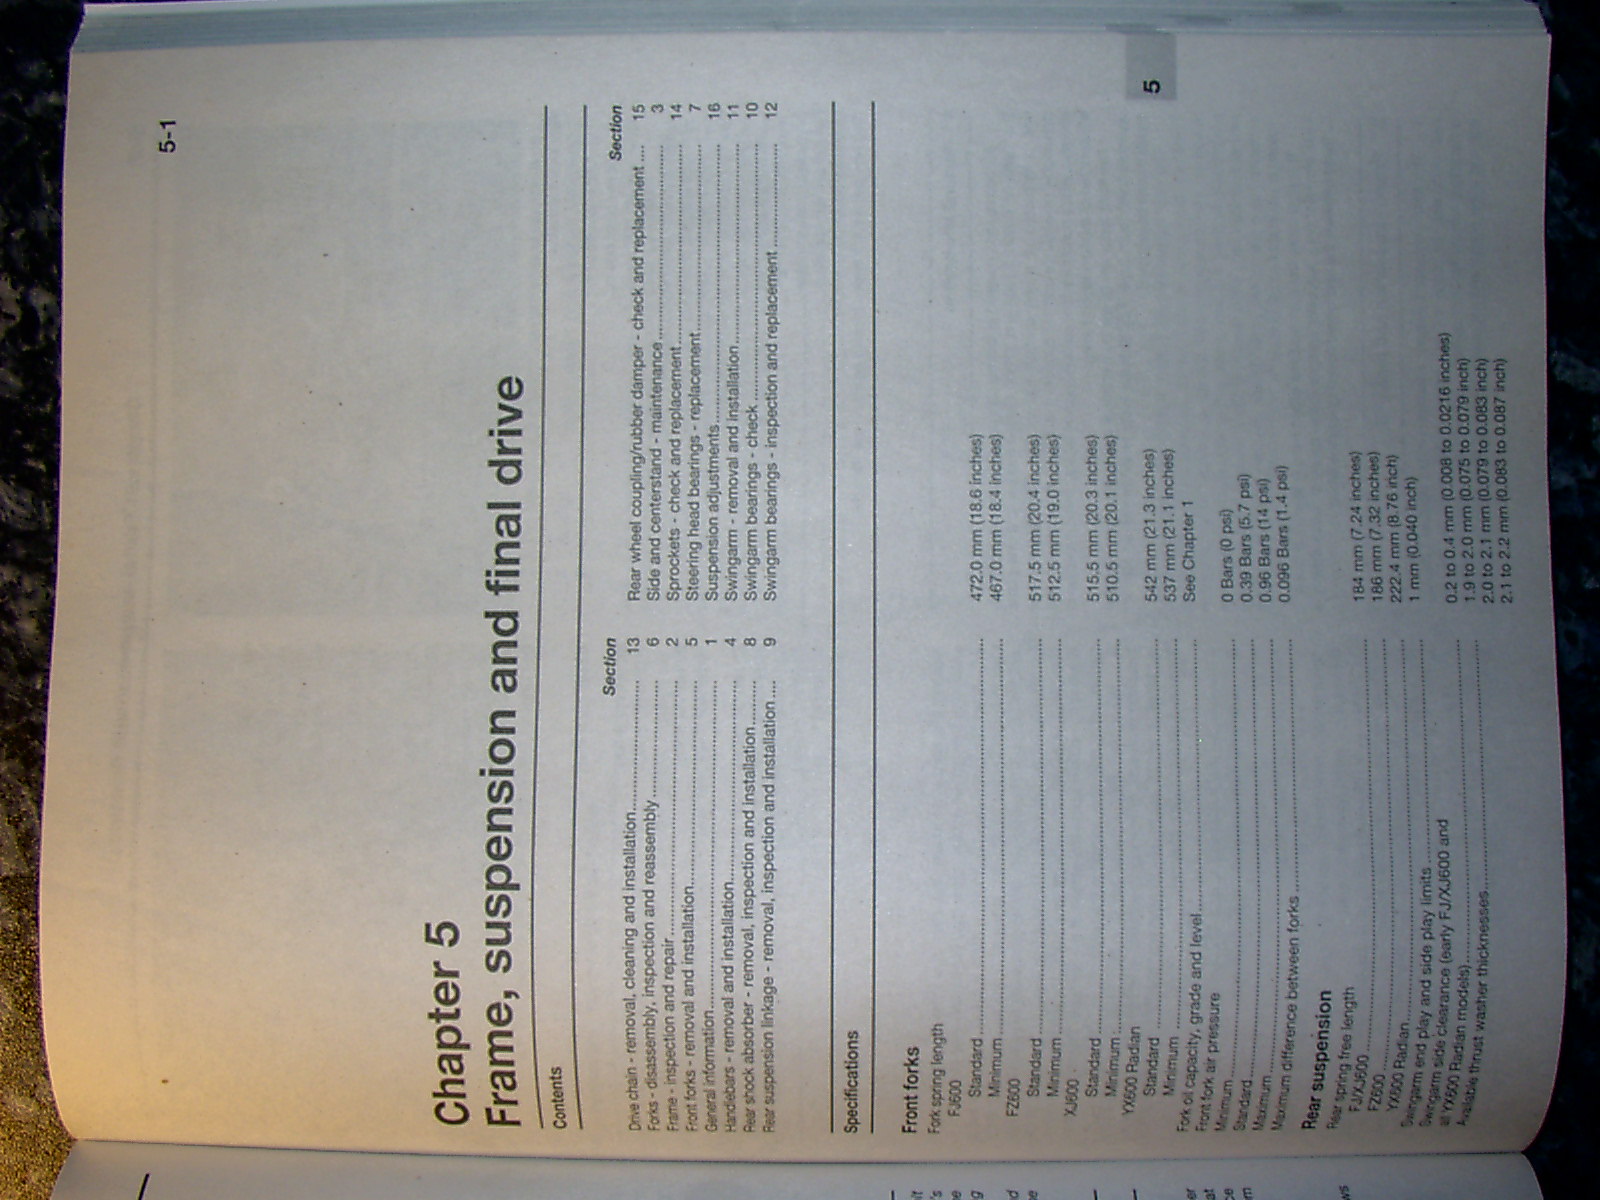 5-1
Chapter 5
Frame, suspension and final drive
Contents
Section
Drive chain - removal, cleaning and installation 13
Forks - disassembly, inspection and reassembly 6
Frame - inspection and repair 2
Front forks - removal and installation 5
General information 1
Handlebars - removal and installation 4
Rear shock absorber - removal, inspection and installation 8
Rear suspension linkage - removal, inspection and installation 9
Section
Rear wheel coupling/rubber damper - check and replacement 15
Side and centerstand - maintenance 3
Sprockets - check and replacement 14
Steering head bearings - replacement 7
Suspension adjustments 16
Swingarm - removal and installation 11
Swingarm bearings - check 10
Swingarm bearings - inspection and replacement 12
Specifications
Front forks
Fork spring length
FJ600
Standard 472.0 mm (18.6 inches)
Minimum 467.0 mm (18.4 inches)
FZ600
Standard 517.5 mm (20.4 inches)
Minimum 512.5 mm (19.0 inches)
XJ600
Standard 515.5 mm (20.3 inches)
Minimum 510.5 mm (20.1 inches)
YX600 Radian
Standard 542 mm (21.3 inches)
Minimum 537 mm (21.1 inches)
Fork oil capacity, grade and level See Chapter 1
Front fork air pressure
Minimum 0 Bars (0 psi)
Standard 0.39 Bars (5.7 psi)
Maximum 0.96 Bars (14 psi)
Maximum difference between forks 0.096 Bars (1.4 psi)
Rear suspension
Rear spring free length
FJ/XJ600 184 mm (7.24 inches)
FZ600 186 mm (7.32 inches)
YX600 Radian 222.4 mm (8.76 inch)
Swingarm end play and side play limits 1 mm (0.040 inch)
Swingarm side clearance (early FJ/XJ600 and
all YX600 Radian models) 0.2 to 0.4 mm (0.008 to 0.0216 inches)
Available thrust washer thicknesses 1.9 to 2.0 mm (0.075 to 0.079 inch)
2.0 to 2.1 mm (0.079 to 0.083 inch)
2.1 to 2.2 mm (0.083 to 0.087 inch)
5